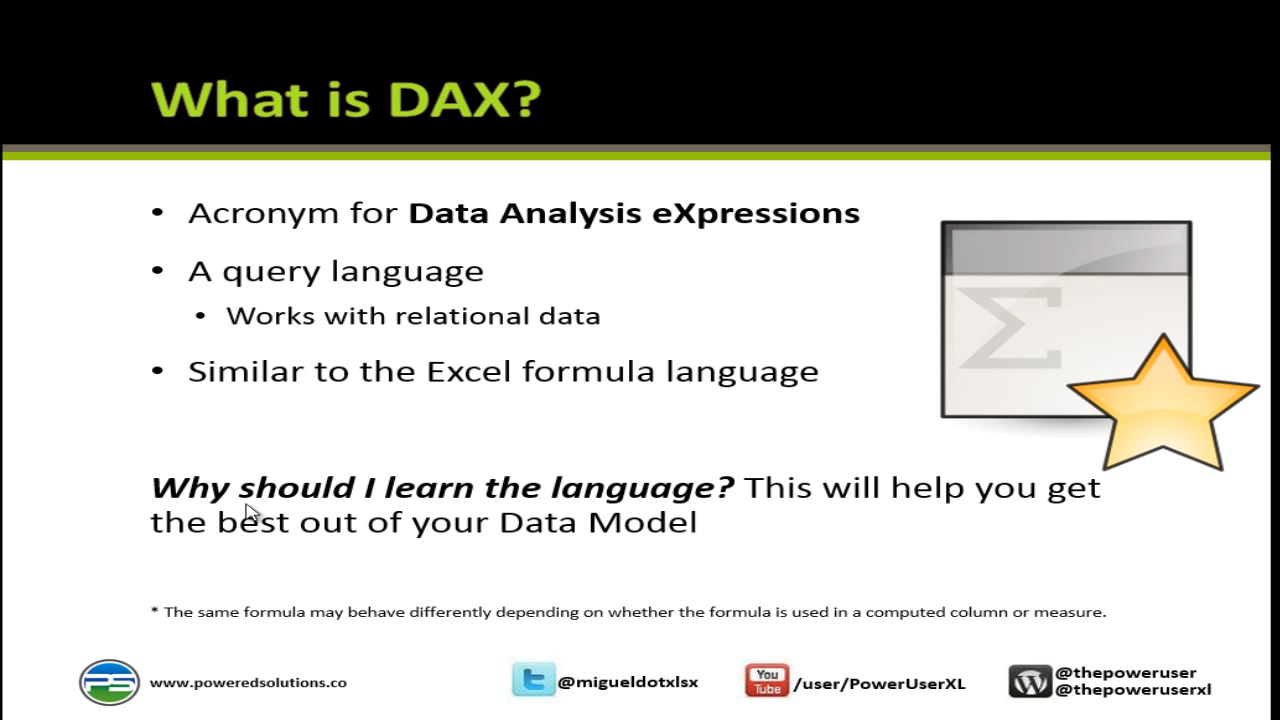 What is DAX?
• Acronym for Data Analysis eXpressions
• A query language
• Works with relational data
• Similar to the Excel formula language
Σ
Why should I learn the language? This will help you get
the best out of your Data Model
* The same formula may behave differently depending on whether the formula is used in a computed column or measure.
www.poweredsolutions.co
@migueldotxlsx
You
Tube
/user/PowerUserXL
@thepoweruser
@thepoweruserxl